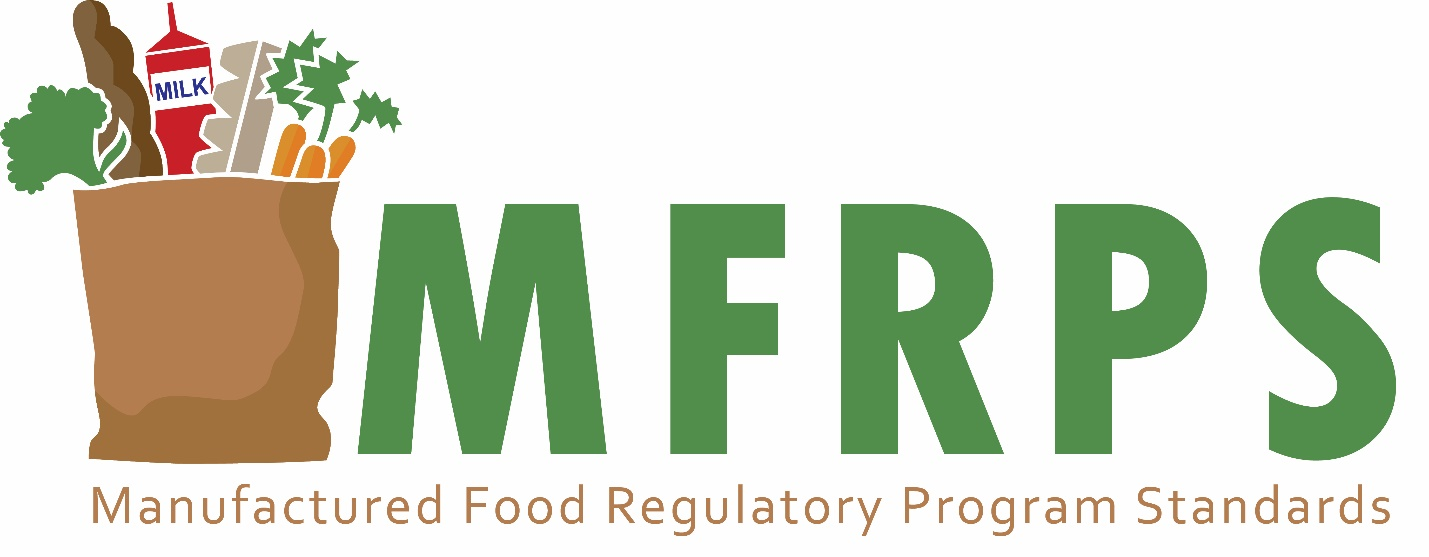 MILK
MFRPS
Manufactured Food Regulatory Program Standards